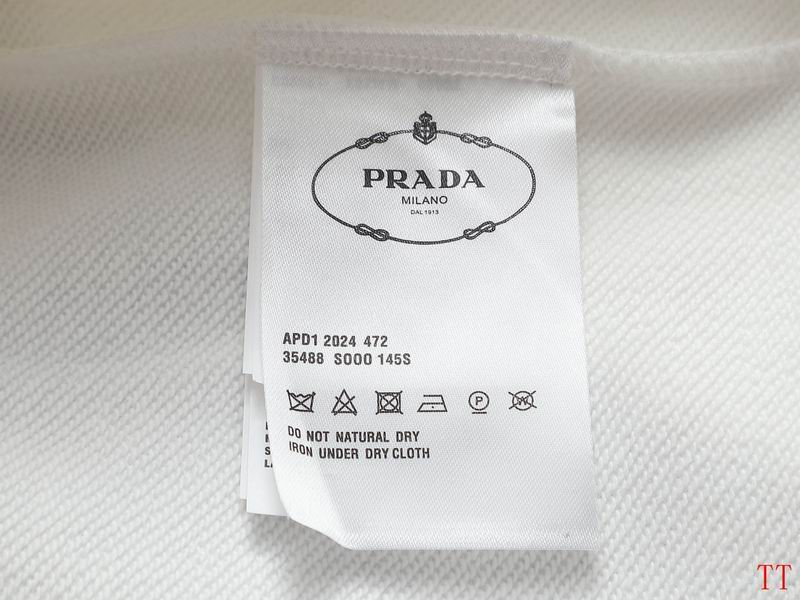 PRADA
MILANO
DAL 1913
APD1 2024 472
35488 S000 145S
P
W
DO NOT NATURAL DRY
IRON UNDER DRY CLOTH
TT